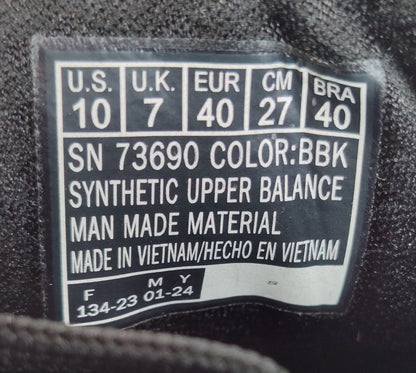 U.S. U.K. EUR CM BRA
10 7 40 27 40
SN 73690 COLOR:BBK
SYNTHETIC UPPER BALANCE
MAN MADE MATERIAL
MADE IN VIETNAM/HECHO EN VIETNAM
F M Y
134-23 01-24